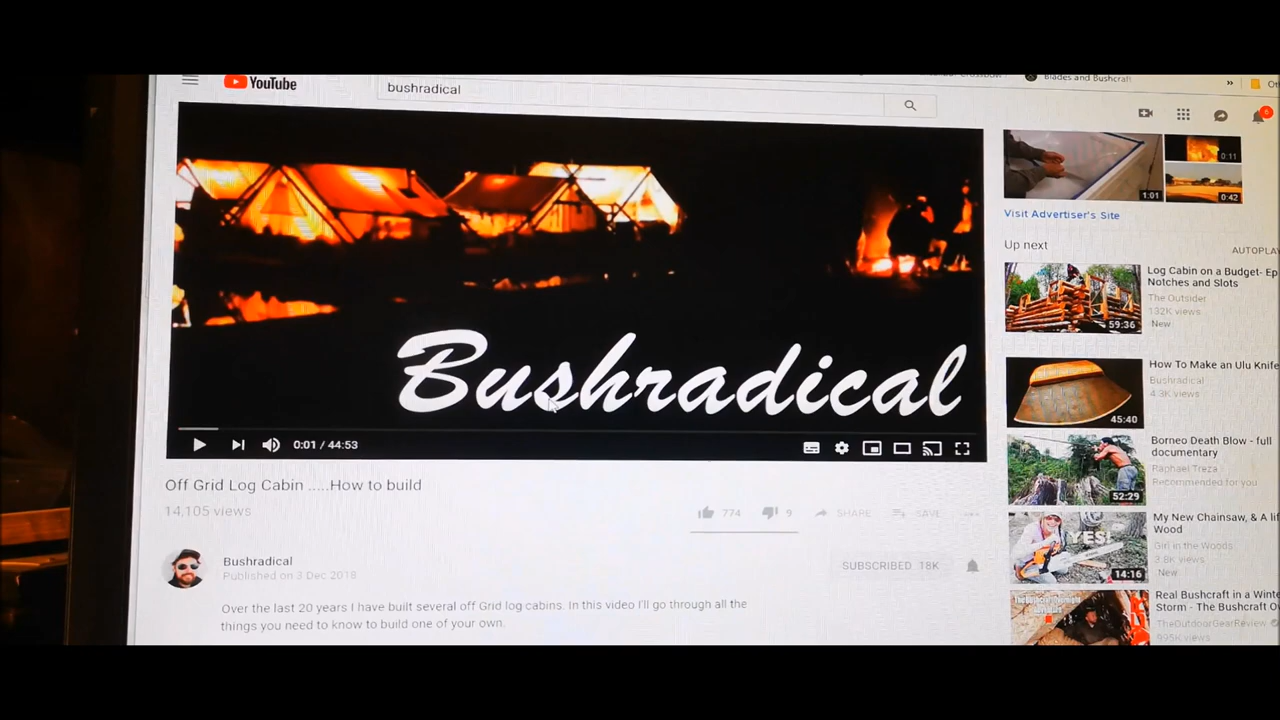 Blades and Bushcraft
YouTube
bushradical
6
1:01
0:11
0:42
Visit Advertiser's Site
Up next
AUTOPLA
Bushradical
0:01 / 44:53
Off Grid Log Cabin .....How to build
14,105 views
774
9
SHARE
SAVE
Bushradical
Published on 3 Dec 2018
SUBSCRIBED 18K
Over the last 20 years I have built several off Grid log cabins. In this video I'll go through all the
things you need to know to build one of your own.
59:36
Log Cabin on a Budget- Ep
Notches and Slots
The Outsider
132K views
New
45:40
How To Make an Ulu Knife
Bushradical
4.3K views
52:29
Borneo Death Blow - full
documentary
Raphael Treza
Recommended for you
YES!
14:16
My New Chainsaw, & A lif
Wood
Girl in the Woods
3.8K views
New
Real Bushcraft in a Winte
Storm - The Bushcraft O
TheOutdoorGearReview
995K views